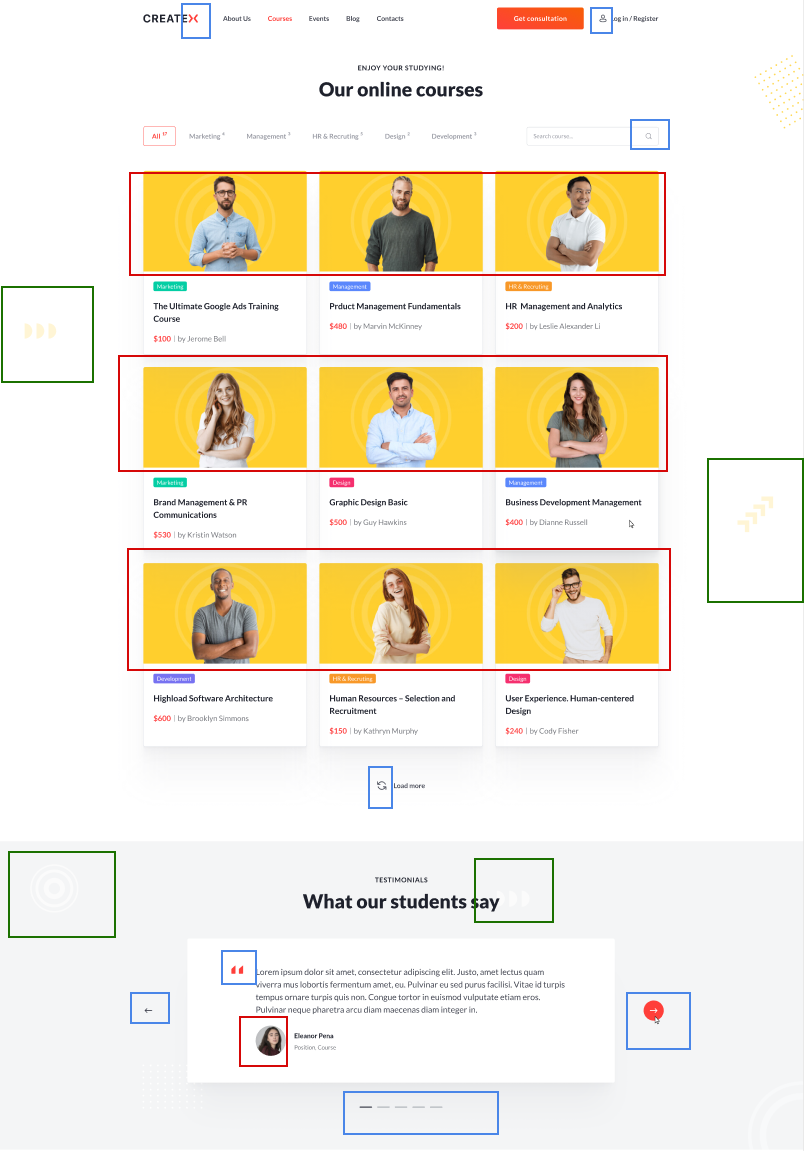 CREATEX About Us Courses Events Blog Contacts Get consultation Log in / Register
ENJOY YOUR STUDYING!
Our online courses
All Marketing Management HR & Recruting Design Development Search course...
Marketing Management HR & Recruting
The Ultimate Google Ads Training Course
$100 | by Jerome Bell
Prduct Management Fundamentals
$480 | by Marvin McKinney
HR Management and Analytics
$200 | by Leslie Alexander Li
Marketing Design Management
Brand Management & PR
Communications
$530 | by Kristin Watson
Graphic Design Basic
$500 | by Guy Hawkins
Business Development Management
$400 | by Dianne Russell
Development HR & Recruting Design
Highload Software Architecture
$600 | by Brooklyn Simmons
Human Resources – Selection and
Recruitment
$150 | by Kathryn Murphy
User Experience. Human-centered
Design
$240 | by Cody Fisher
Load more
TESTIMONIALS
What our students say
Lorem ipsum dolor sit amet, consectetur adipiscing elit. Justo, amet lectus quam
viverra mus lobortis fermentum amet, eu. Pulvinar eu sed purus facilisi. Vitae id turpis
tempus ornare turpis quis non. Congue tortor in euismod vulputate etiam eros.
Pulvinar neque pharetra arcu diam maecenas diam integer in.
Eleanor Pena
Position, Course